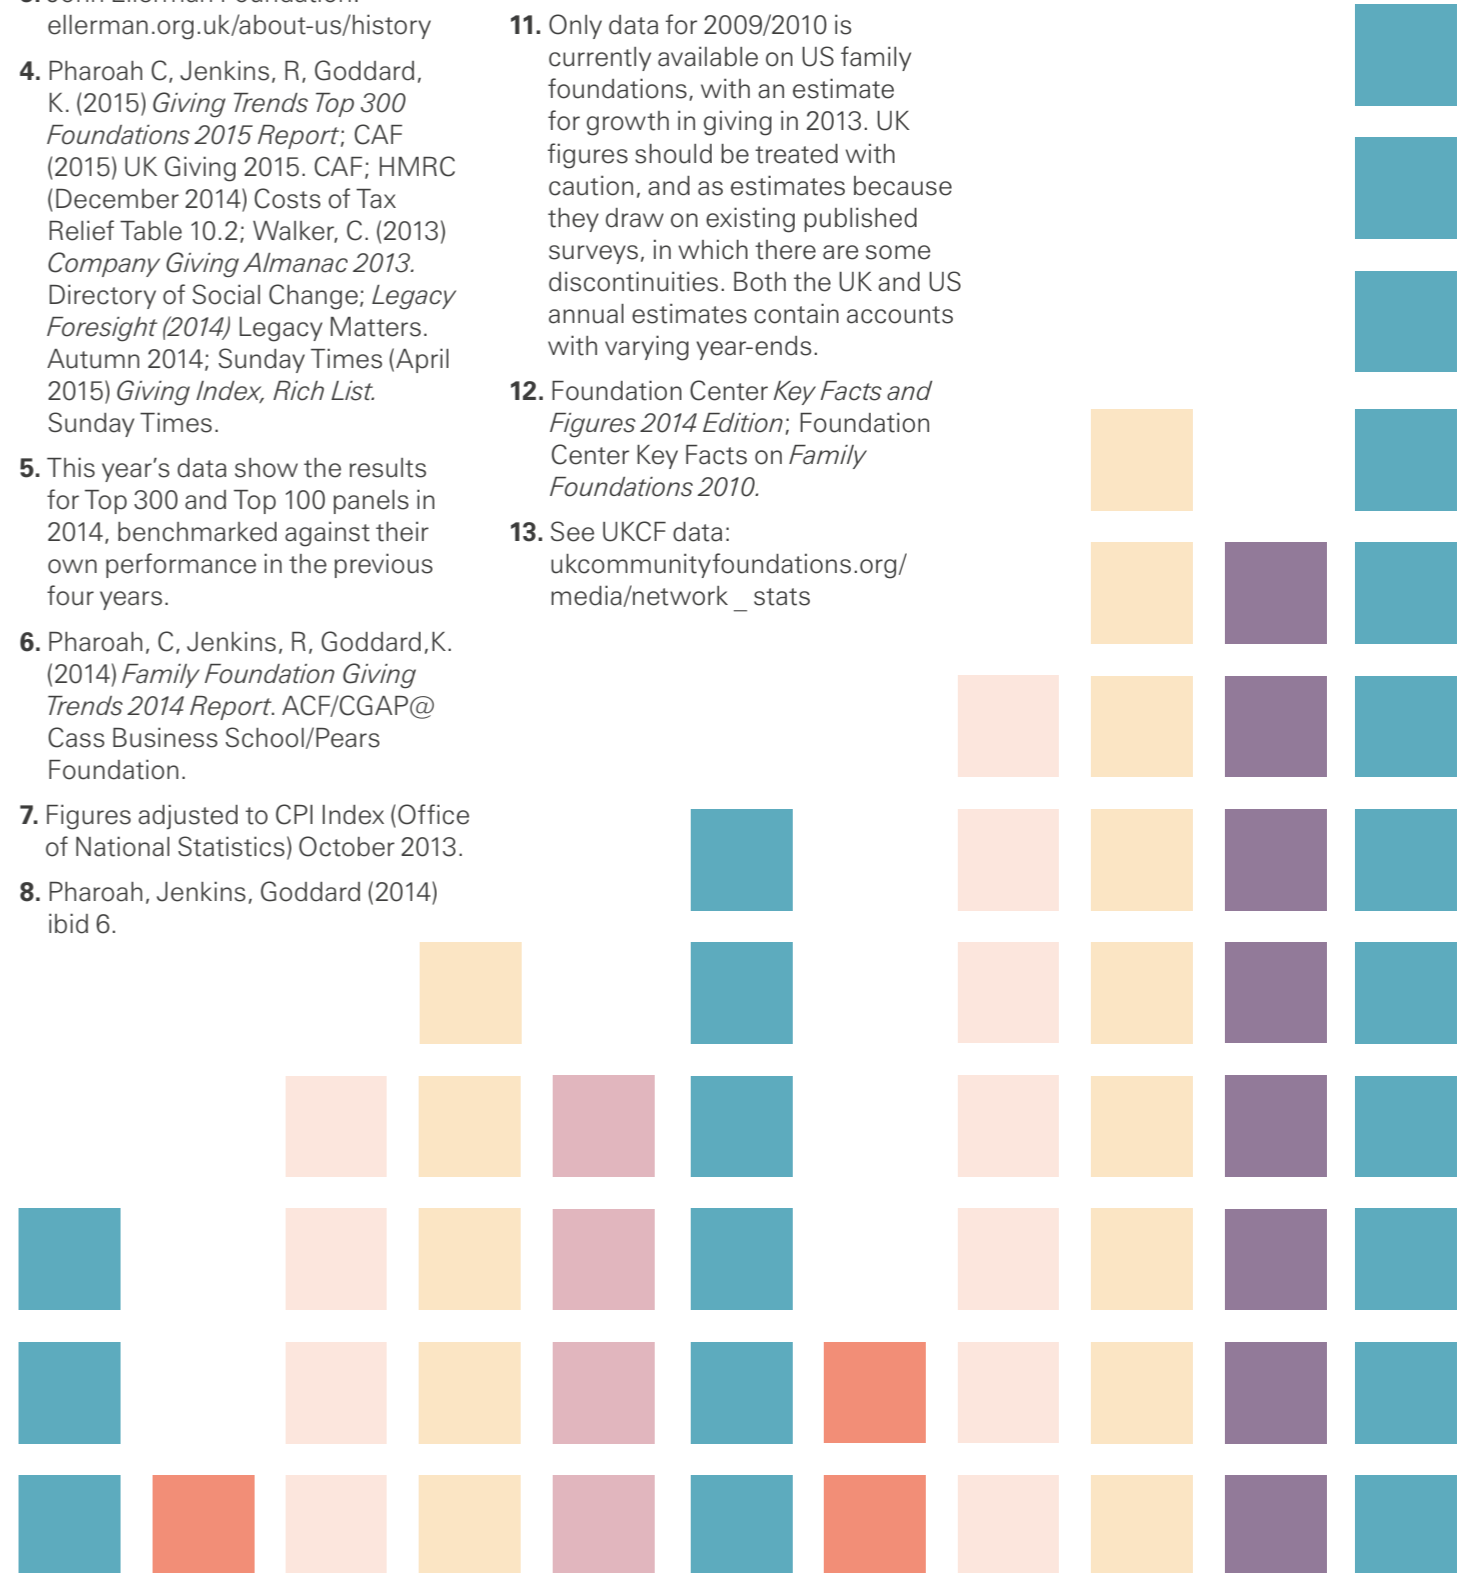 3. John Ellerman Foundation:
ellerman.org.uk/about-us/history
4. Pharoah C, Jenkins, R, Goddard,
K. (2015) Giving Trends Top 300
Foundations 2015 Report; CAF
(2015) UK Giving 2015. CAF; HMRC
(December 2014) Costs of Tax
Relief Table 10.2; Walker, C. (2013)
Company Giving Almanac 2013.
Directory of Social Change; Legacy
Foresight (2014) Legacy Matters.
Autumn 2014; Sunday Times (April
2015) Giving Index, Rich List.
Sunday Times.
5. This year’s data show the results
for Top 300 and Top 100 panels in
2014, benchmarked against their
own performance in the previous
four years.
6. Pharoah, C, Jenkins, R, Goddard,K.
(2014) Family Foundation Giving
Trends 2014 Report. ACF/CGAP@
Cass Business School/Pears
Foundation.
7. Figures adjusted to CPI Index (Office
of National Statistics) October 2013.
8. Pharoah, Jenkins, Goddard (2014)
ibid 6.
11. Only data for 2009/2010 is
currently available on US family
foundations, with an estimate
for growth in giving in 2013. UK
figures should be treated with
caution, and as estimates because
they draw on existing published
surveys, in which there are some
discontinuities. Both the UK and US
annual estimates contain accounts
with varying year-ends.
12. Foundation Center Key Facts and
Figures 2014 Edition; Foundation
Center Key Facts on Family
Foundations 2010.
13. See UKCF data:
ukcommunityfoundations.org/
media/network _ stats